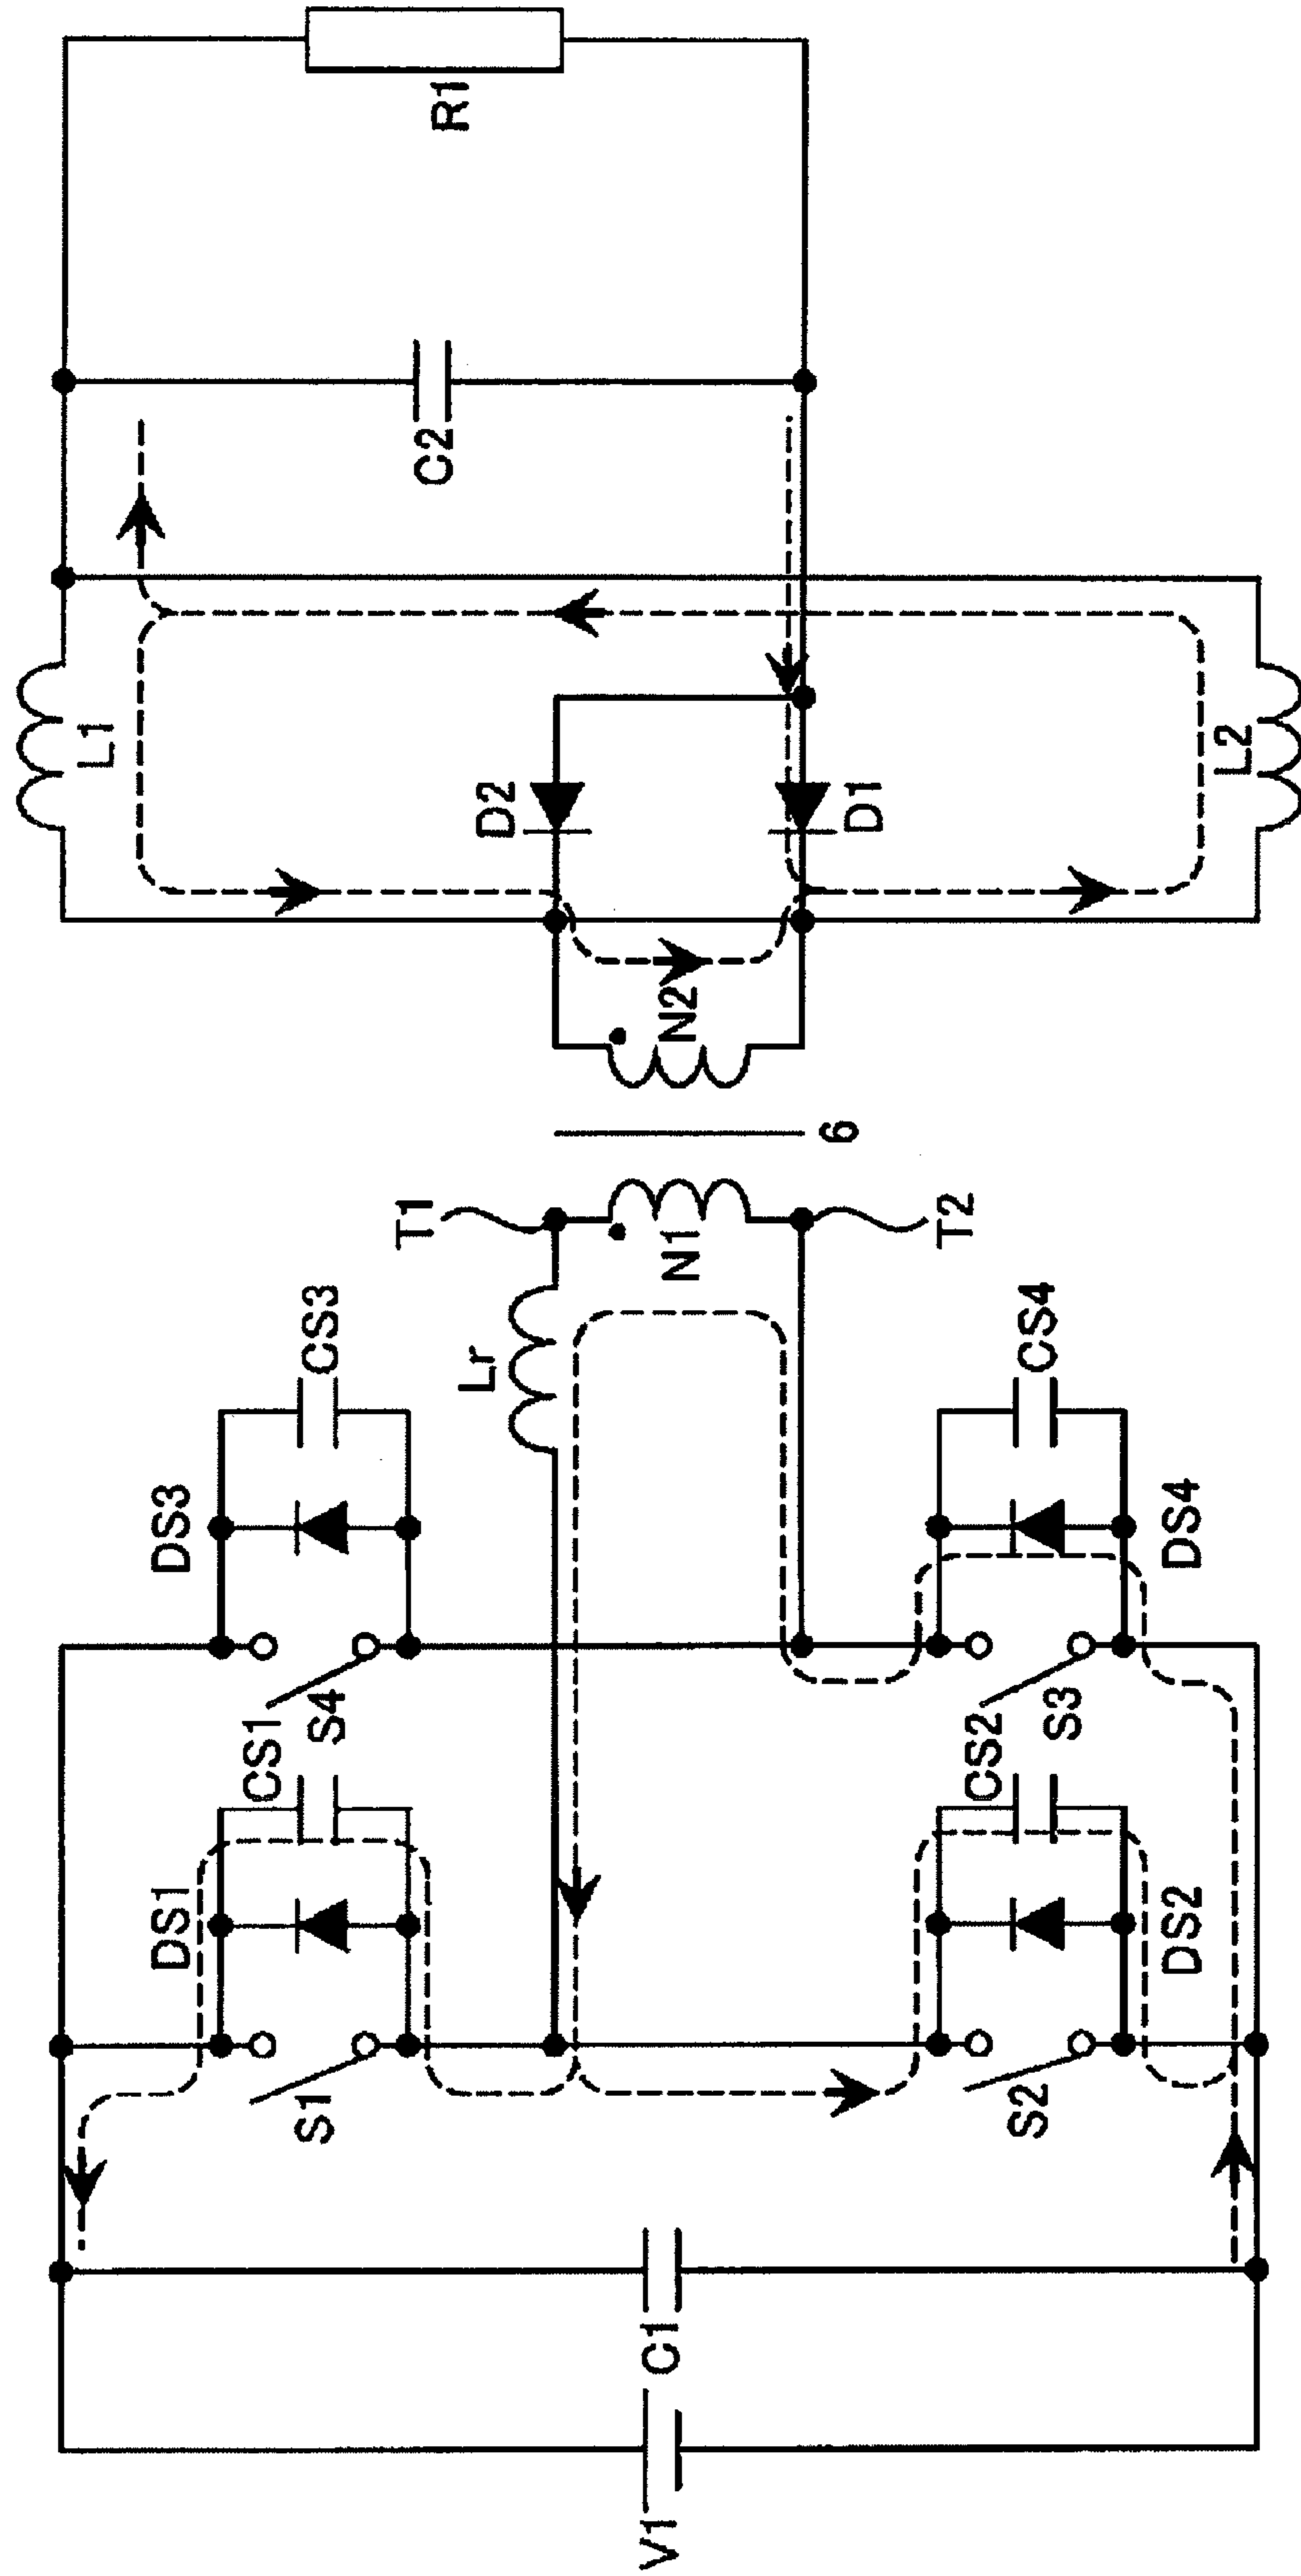 V1
C1
S1
DS1
CS1
S2
DS2
CS2
S4
DS3
CS3
S3
DS4
CS4
Lr
T1
N1
T2
6
N2
D2
D1
L1
L2
C2
R1